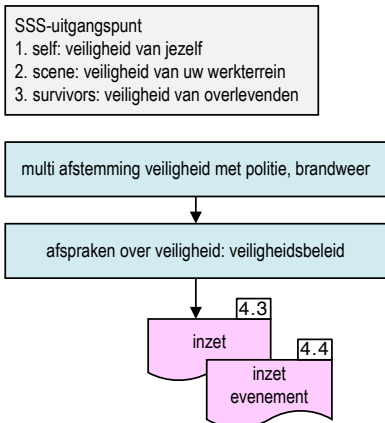 SSS-uitgangspunt
1. self: veiligheid van jezelf
2. scene: veiligheid van uw werkterrein
3. survivors: veiligheid van overlevenden
multi afstemming veiligheid met politie, brandweer
afspraken over veiligheid: veiligheidsbeleid
4.3
inzet
4.4
inzet
evenement